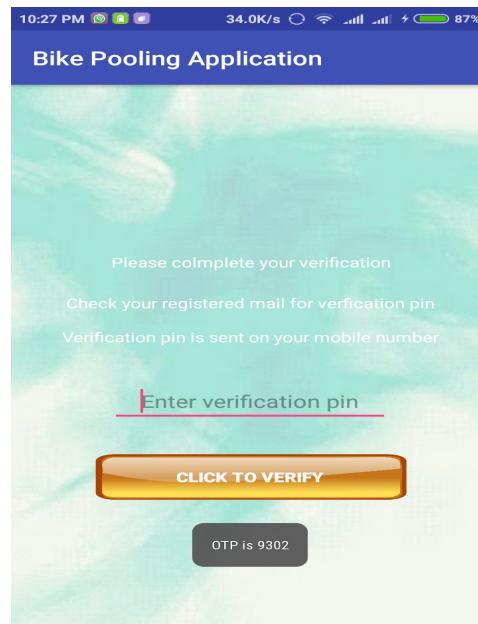 10:27 PM 34.0K/s 87%
Bike Pooling Application
Please colmplete your verification
Check your registered mail for verfication pin
Verification pin is sent on your mobile number
Enter verification pin
CLICK TO VERIFY
OTP is 9302